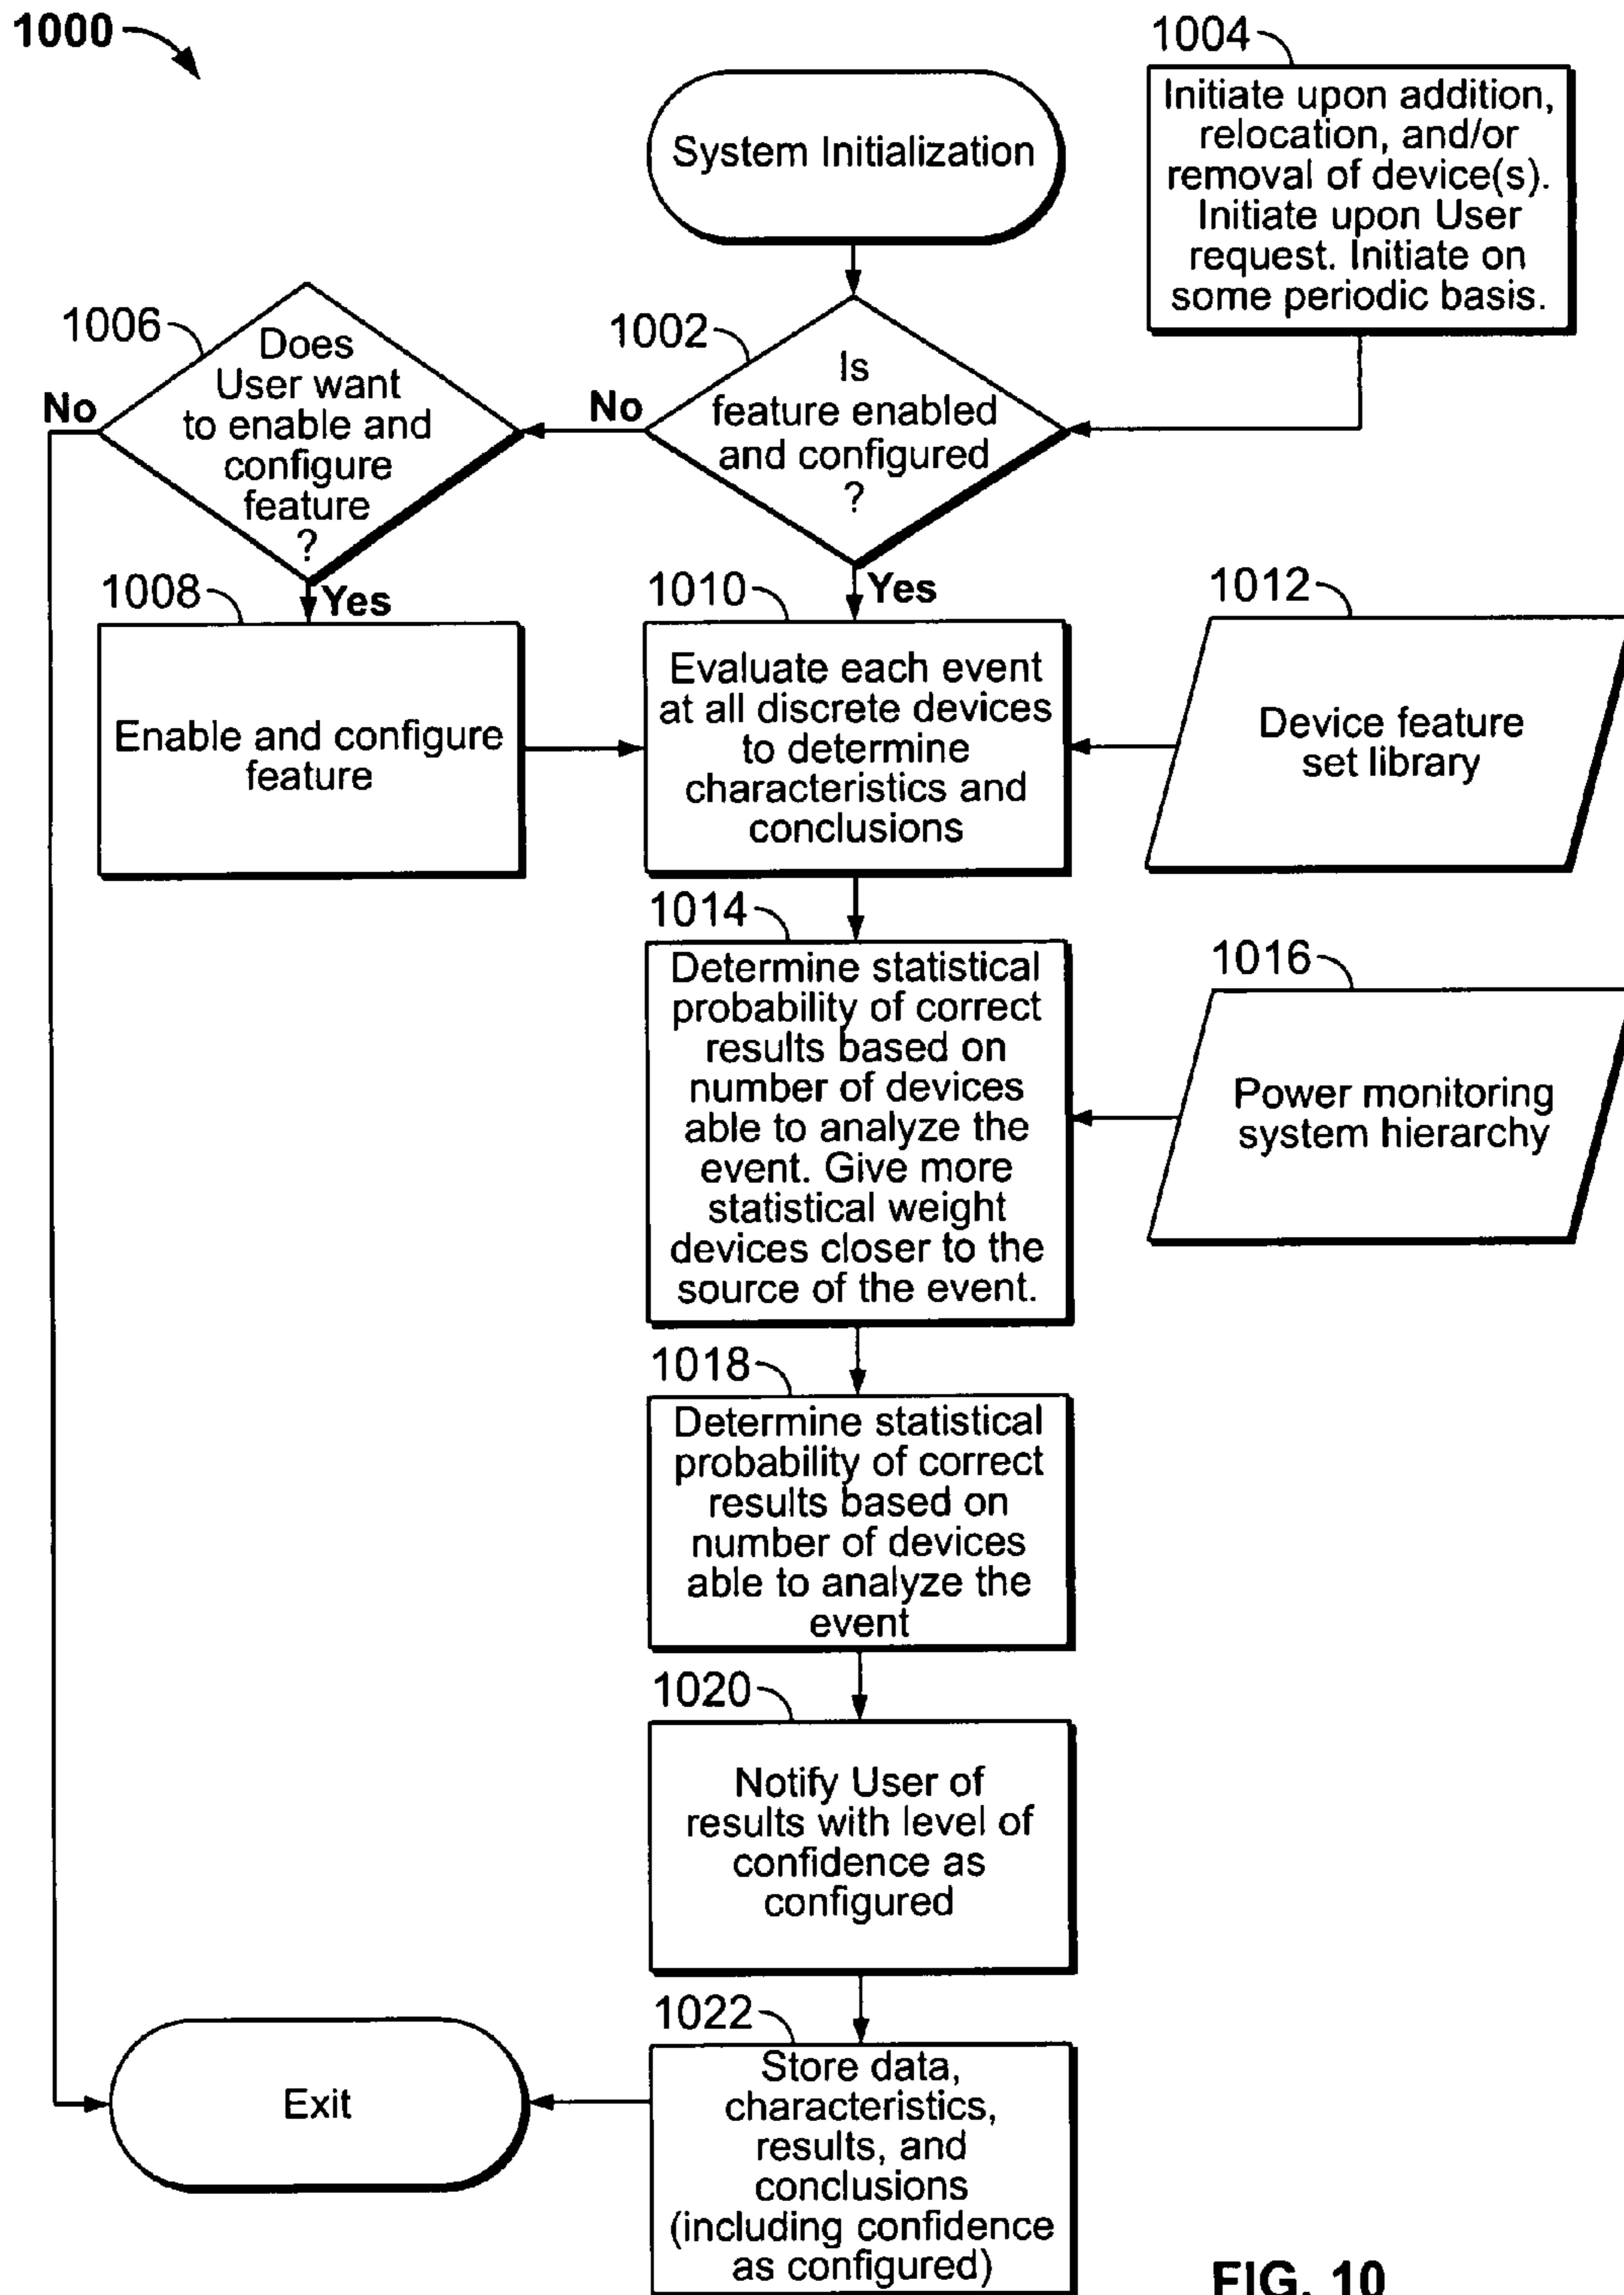 1000
System Initialization
1004
Initiate upon addition,
relocation, and/or
removal of device(s).
Initiate upon User
request. Initiate on
some periodic basis.
1006
Does
User want
to enable and
configure
feature
?
No
Yes
1002
Is
feature enabled
and configured
?
No
Yes
1008
Enable and configure
feature
1010
Evaluate each event
at all discrete devices
to determine
characteristics and
conclusions
1012
Device feature
set library
1014
Determine statistical
probability of correct
results based on
number of devices
able to analyze the
event. Give more
statistical weight
devices closer to the
source of the event.
1016
Power monitoring
system hierarchy
1018
Determine statistical
probability of correct
results based on
number of devices
able to analyze the
event
1020
Notify User of
results with level of
confidence as
configured
1022
Store data,
characteristics,
results, and
conclusions
(including confidence
as configured)
Exit
FIG. 10